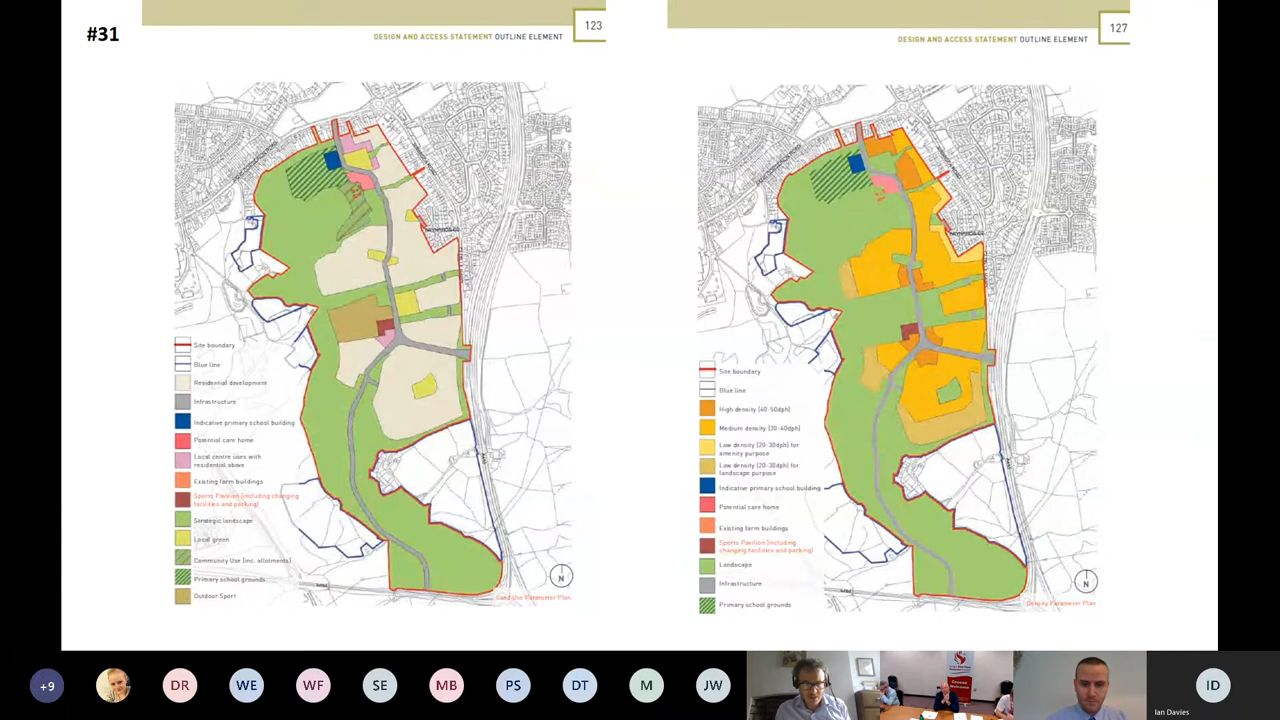 #31
123
DESIGN AND ACCESS STATEMENT OUTLINE ELEMENT
Site boundary
Blue line
Residential development
Infrastructure
Indicative primary school building
Potential care home
Local centre uses with
residential above
Existing farm buildings
Sports Pavilion (including changing
facilities and parking)
Strategic landscape
Local green
Community Use (inc. allotments)
Primary school grounds
Outdoor Sport
N
Land Use Parameter Plan
127
DESIGN AND ACCESS STATEMENT OUTLINE ELEMENT
Site boundary
Blue line
High density (40-50dph)
Medium density (30-40dph)
Low density (20-30dph) for
amenity purpose
Low density (20-30dph) for
landscape purpose
Indicative primary school building
Potential care home
Existing farm buildings
Sports Pavilion (including
changing facilities and parking)
Landscape
Infrastructure
Primary school grounds
N
Density Parameter Plan
+9
DR
WE
WF
SE
MB
PS
DT
M
JW
ID
Ian Davies